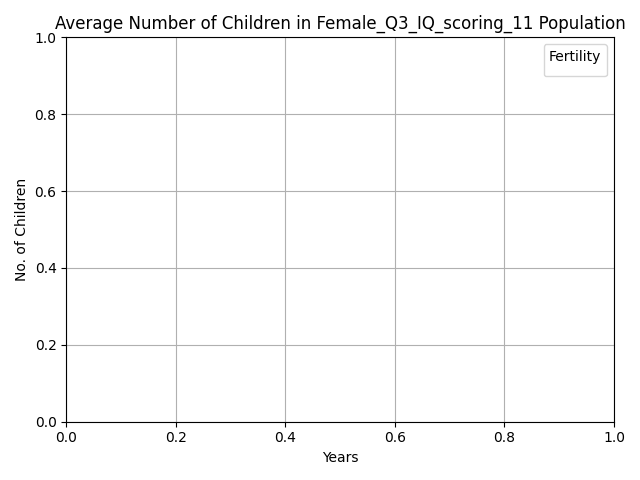 Average Number of Children in Female_Q3_IQ_scoring_11 Population
Fertility
No. of Children
1.0
0.8
0.6
0.4
0.2
0.0
0.0 0.2 0.4 0.6 0.8 1.0
Years